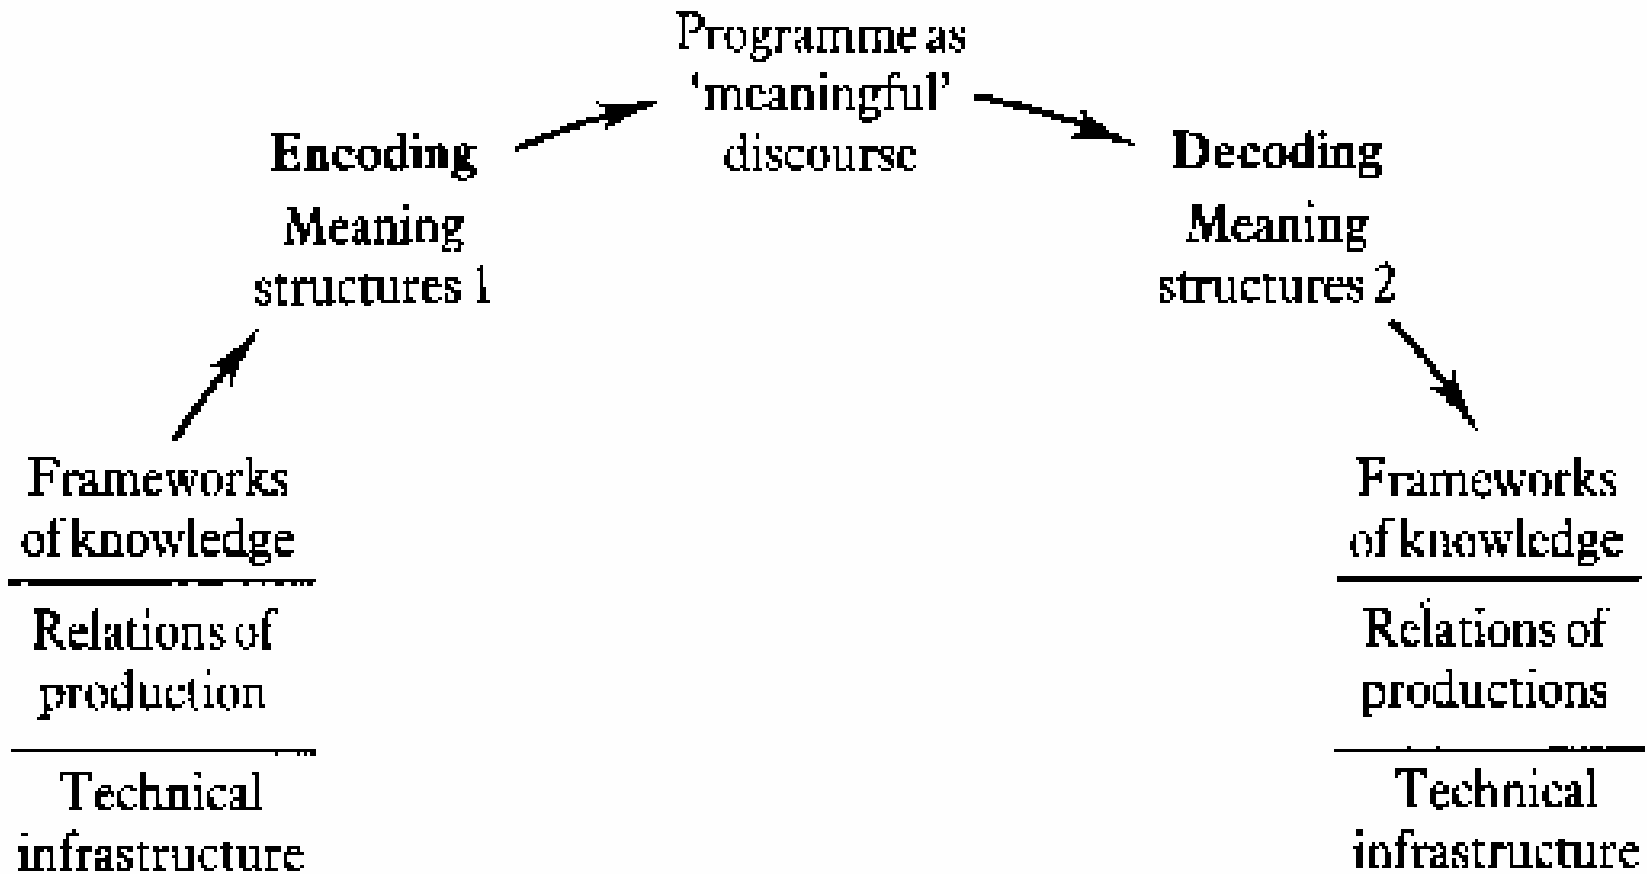 Programme as
‘meaningful’
discourse
Encoding
Meaning
structures 1
Decoding
Meaning
structures 2
Frameworks
of knowledge
Relations of
production
Technical
infrastructure
Frameworks
of knowledge
Relations of
productions
Technical
infrastructure